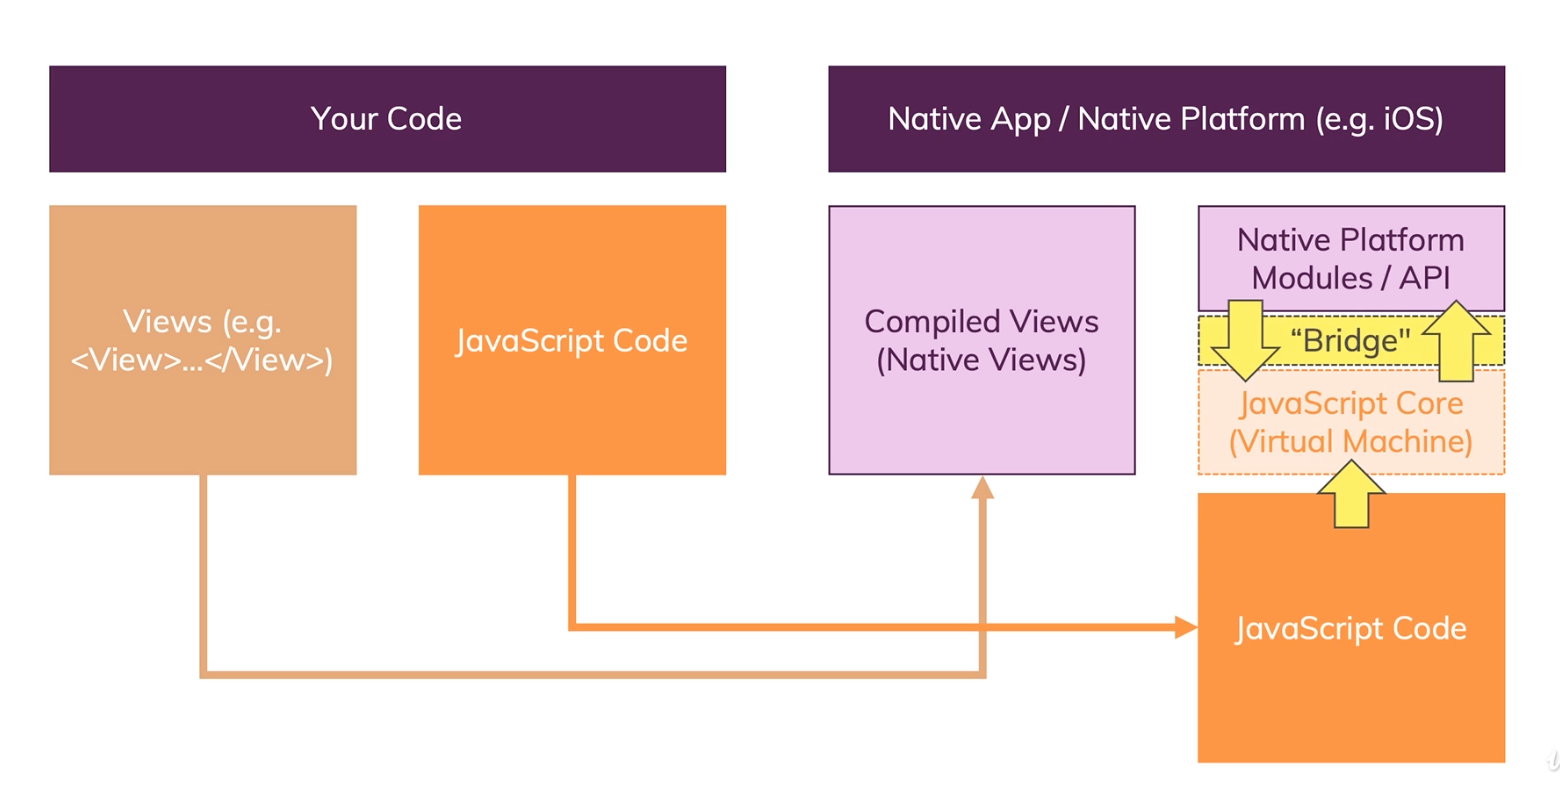 Your Code
Native App / Native Platform (e.g. iOS)
Views (e.g.
<View>...</View>)
JavaScript Code
Compiled Views
(Native Views)
Native Platform
Modules / API
“Bridge"
JavaScript Core
(Virtual Machine)
JavaScript Code